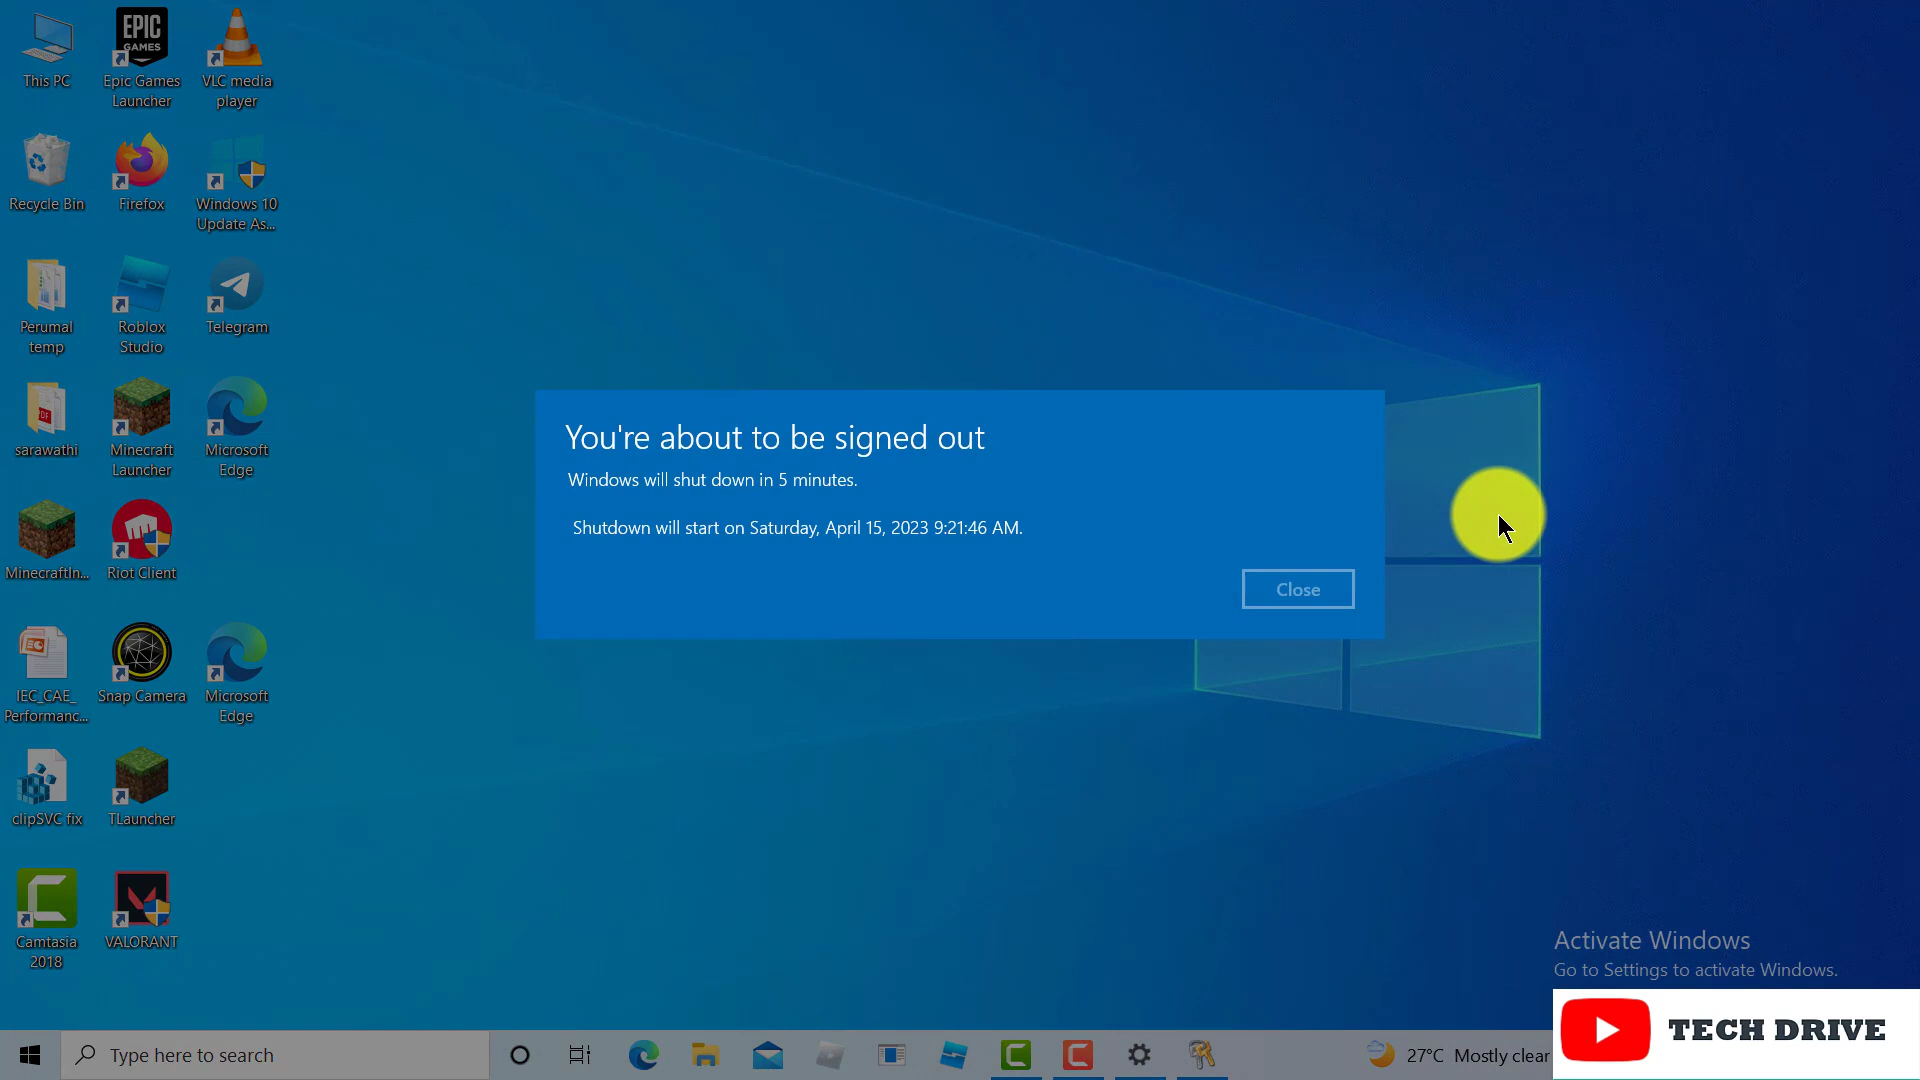 This PC
EPIC
GAMES
Epic Games
Launcher
VLC media
player
Recycle Bin
Firefox
Windows 10
Update As...
Perumal
temp
Roblox
Studio
Telegram
PDF
sarawathi
Minecraft
Launcher
Microsoft
Edge
MinecraftIn...
Riot Client
IEC_CAE_
Performanc...
Snap Camera
Microsoft
Edge
clipSVC fix
TLauncher
Camtasia
2018
VALORANT
You're about to be signed out
Windows will shut down in 5 minutes.
Shutdown will start on Saturday, April 15, 2023 9:21:46 AM.
Close
Activate Windows
Go to Settings to activate Windows.
TECH DRIVE
Type here to search
27°C Mostly clear